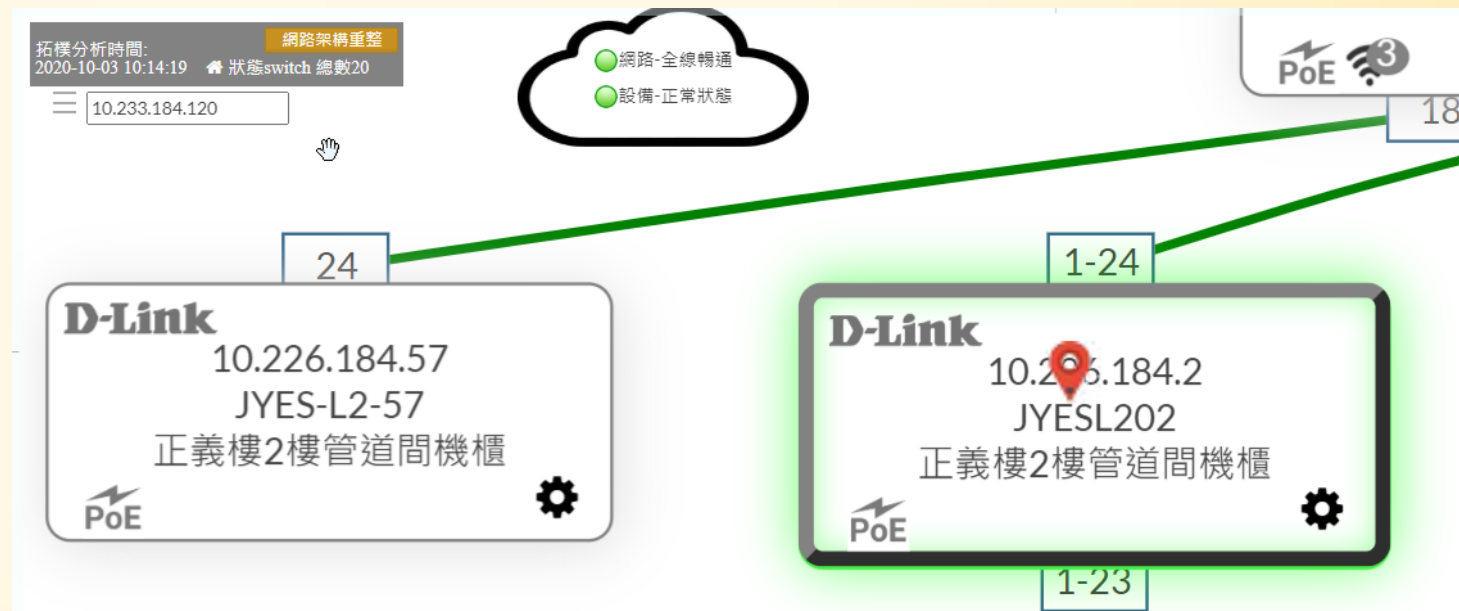 拓樸分析時間:
網路架構重整
2020-10-03 10:14:19 狀態switch 總數20
10.233.184.120
網路-全線暢通
設備-正常狀態
PoE 3
18
24
1-24
D-Link
10.226.184.57
JYES-L2-57
正義樓2樓管道間機櫃
PoE
D-Link
JYESL202
正義樓2樓管道間機櫃
PoE
1-23